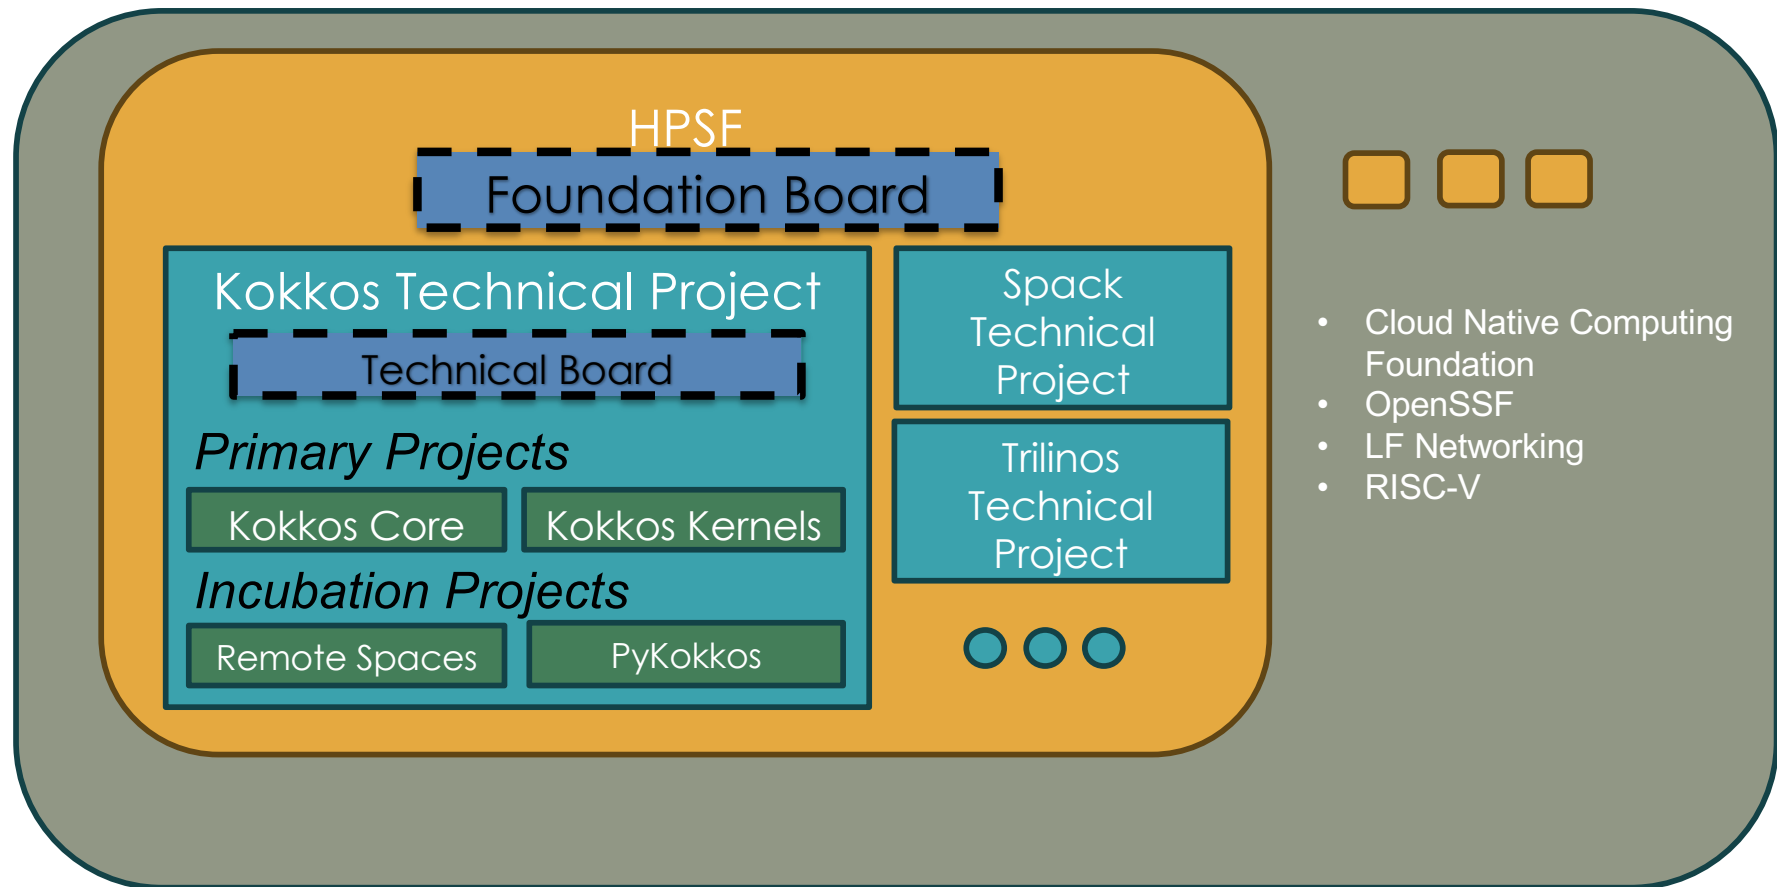 HPSF
Foundation Board
Kokkos Technical Project
Technical Board
Primary Projects
Kokkos Core
Kokkos Kernels
Incubation Projects
Remote Spaces
PyKokkos
Spack
Technical
Project
Trilinos
Technical
Project
• Cloud Native Computing
Foundation
• OpenSSF
• LF Networking
• RISC-V